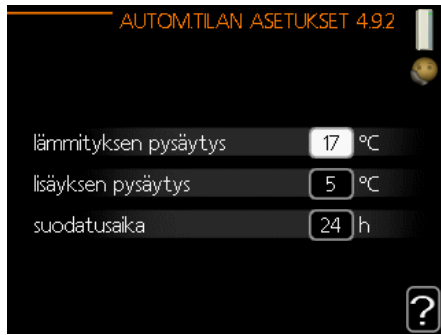 AUTOM.TILAN ASETUKSET 4.9.2
lämmityksen pysäytys 17 °C
lisäyksen pysäytys 5 °C
suodatusaika 24 h
?